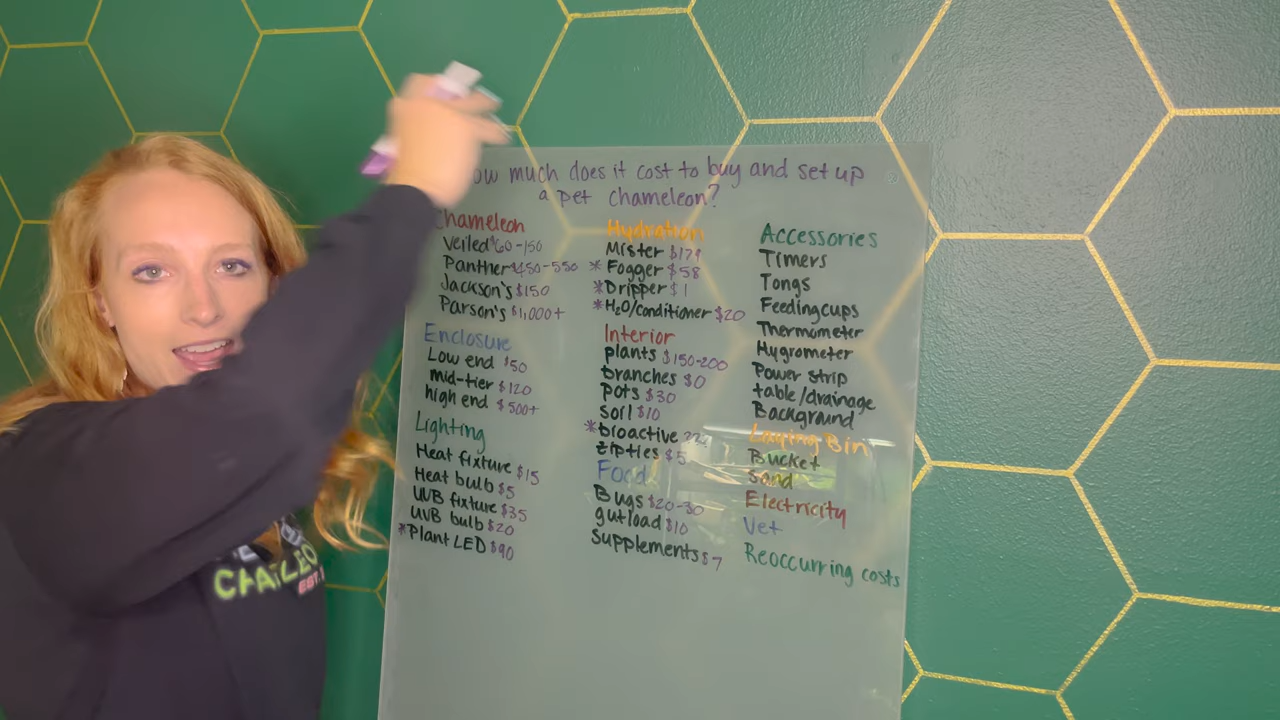 ow much does it cost to buy and set up
a pet chameleon?
Chameleon
Veiled $60-150
Panther $450-550
Jackson's $150
Parson's $1,000+
Enclosure
Low end $50
mid-tier $120
high end $500+
Lighting
Heat fixture $15
Heat bulb $5
UVB fixture $35
UVB bulb $20
*Plant LED $90
Hydration
Mister $179
*Fogger $58
*Dripper $1
*H₂O/conditioner $20
Interior
plants $150-200
branches $0
pots $30
soil $10
*bioactive
zipties $5
Food
Bugs $20-30
gutload $10
Supplements $7
Accessories
Timers
Tongs
Feeding cups
Thermometer
Hygrometer
Power strip
table/drainage
Background
Laying Bin
Bucket
Sand
Electricity
Vet
Reoccurring costs